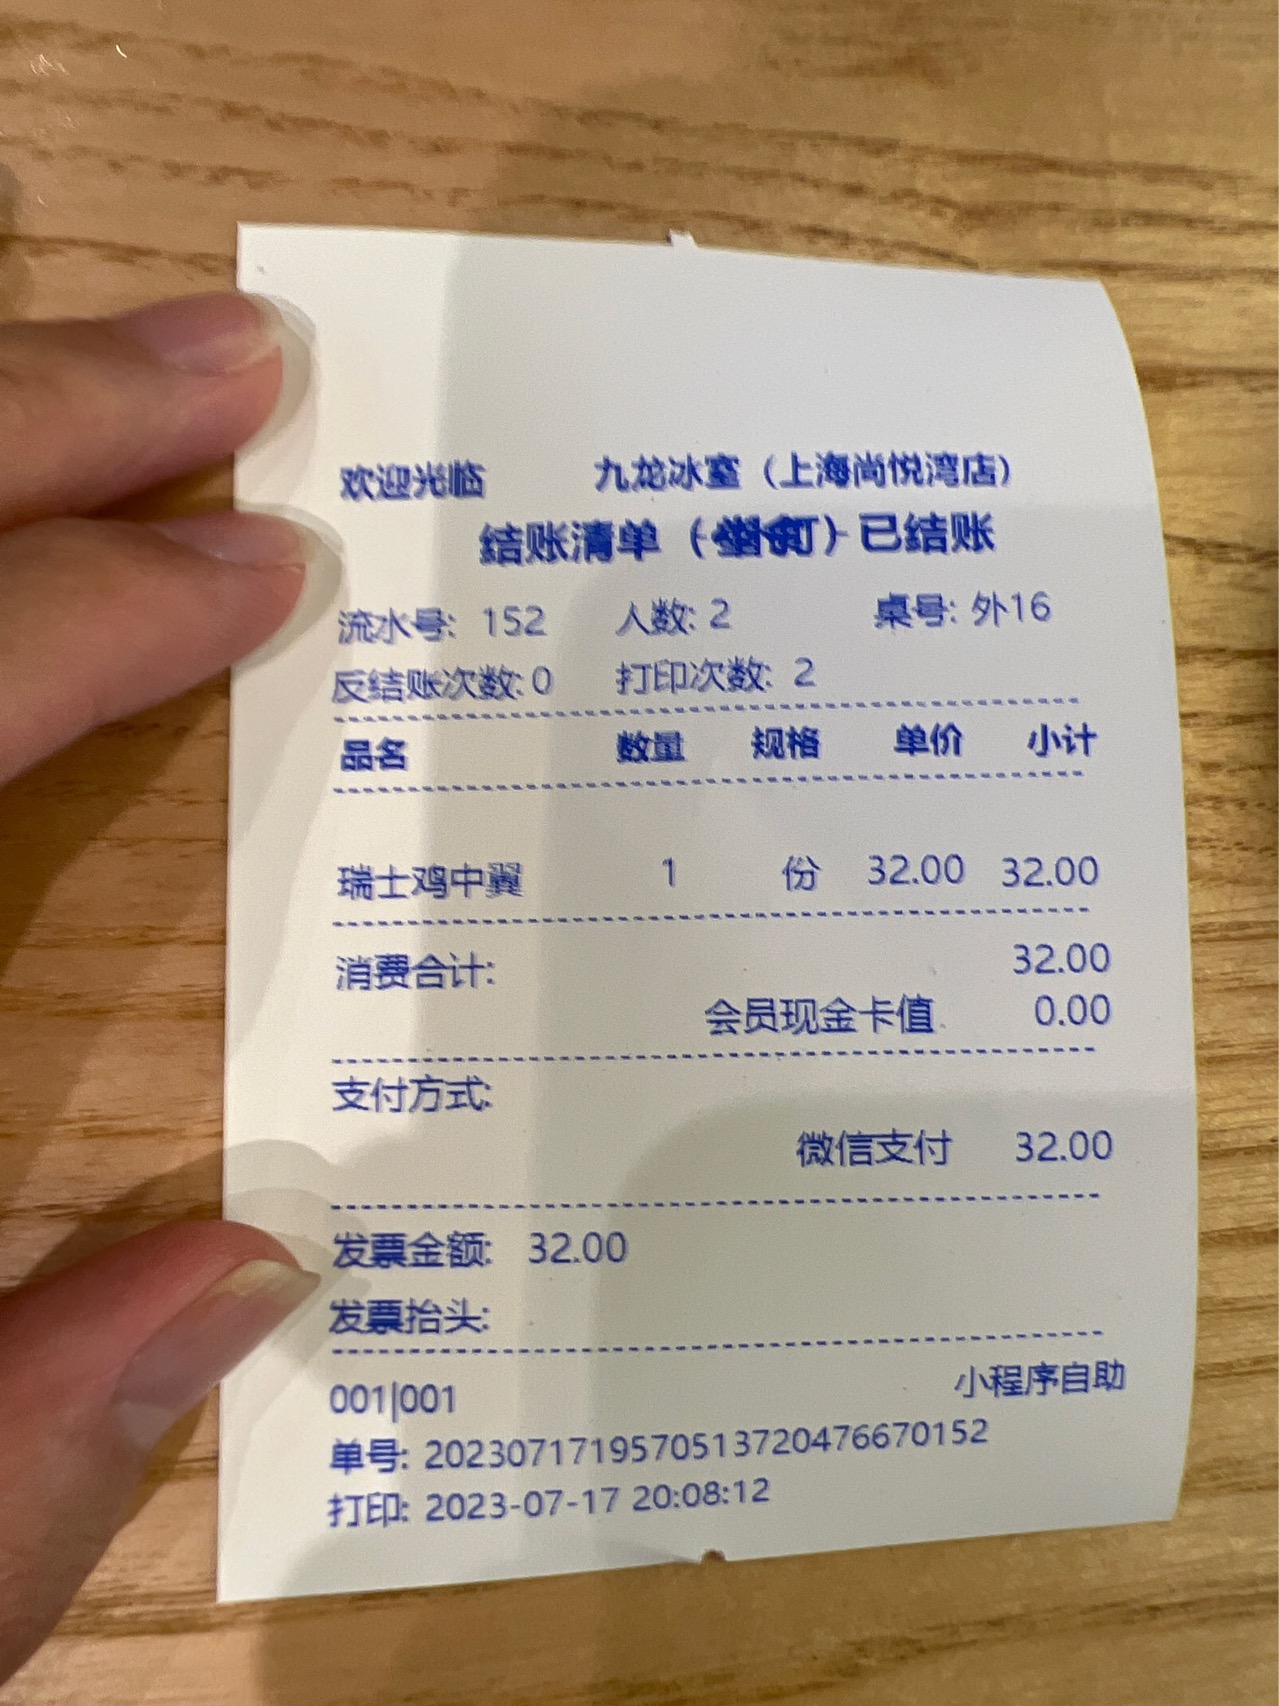 欢迎光临 九龙冰室（上海尚悦湾店）
结账清单（）已结账
流水号: 152 人数: 2 桌号: 外16
反结账次数: 0 打印次数: 2
品名 数量 规格 单价 小计
瑞士鸡中翼 1 份 32.00 32.00
消费合计: 32.00
会员现金卡值 0.00
支付方式:
微信支付 32.00
发票金额: 32.00
发票抬头:
001|001 小程序自助
单号: 2023071719570513720476670152
打印: 2023-07-17 20:08:12